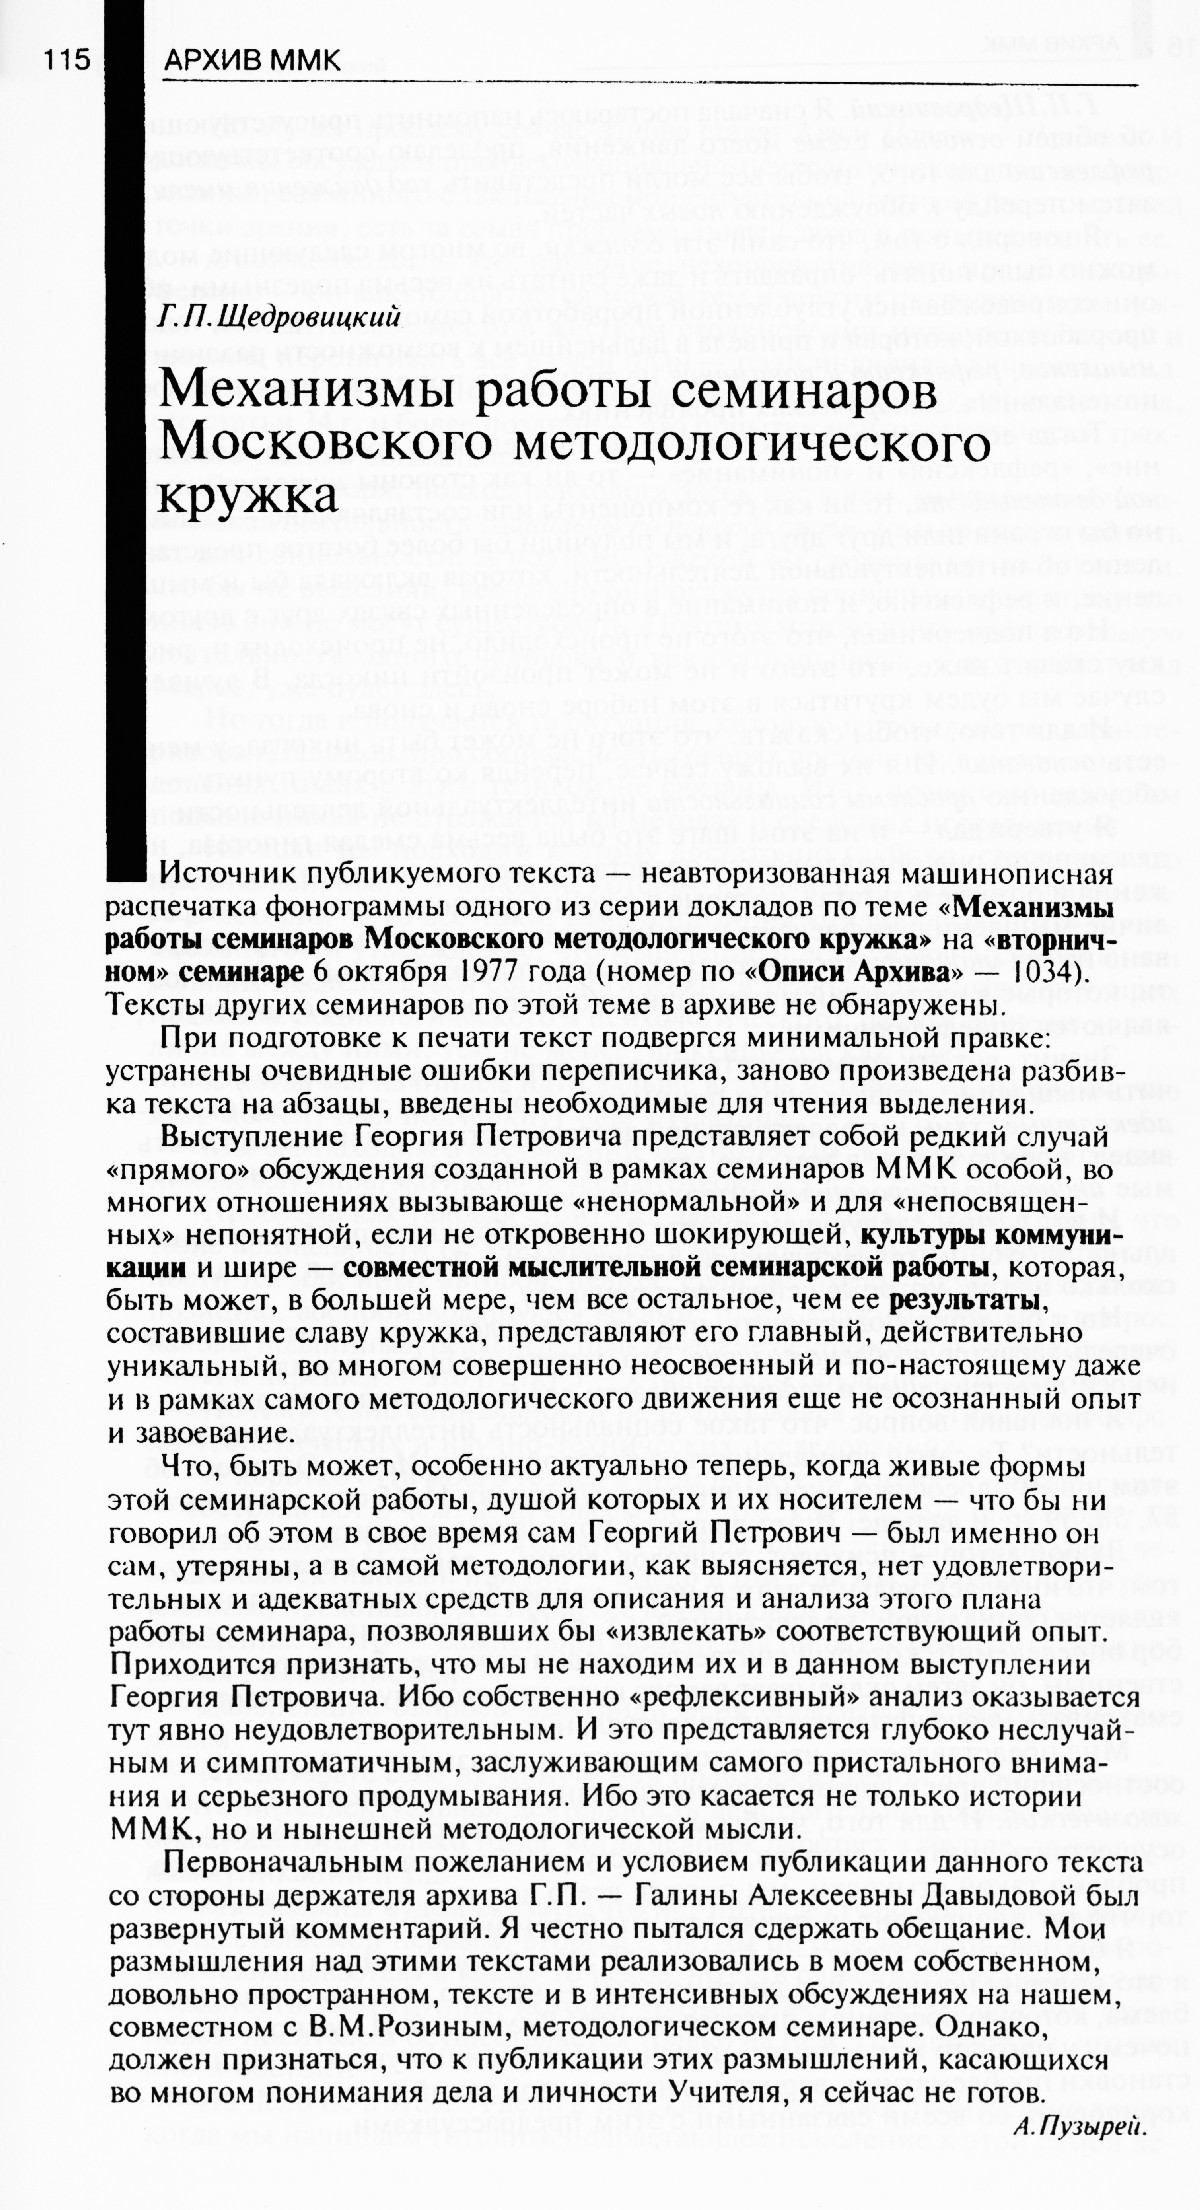 115
АРХИВ ММК
Г.П. Щедровицкий
Механизмы работы семинаров
Московского методологического
кружка
Источник публикуемого текста — неавторизованная машинописная
распечатка фонограммы одного из серии докладов по теме «Механизмы
работы семинаров Московского методологического кружка» на «вторнич-
ном» семинаре 6 октября 1977 года (номер по «Описи Архива» — 1034).
Тексты других семинаров по этой теме в архиве не обнаружены.
При подготовке к печати текст подвергся минимальной правке:
устранены очевидные ошибки переписчика, заново произведена разбив-
ка текста на абзацы, введены необходимые для чтения выделения.
Выступление Георгия Петровича представляет собой редкий случай
«прямого» обсуждения созданной в рамках семинаров ММК особой, во
многих отношениях вызывающе «ненормальной» и для «непосвящен-
ных» непонятной, если не откровенно шокирующей, культуры коммуни-
кации и шире — совместной мыслительной семинарской работы, которая,
быть может, в большей мере, чем все остальное, чем ее результаты,
составившие славу кружка, представляют его главный, действительно
уникальный, во многом совершенно неосвоенный и по-настоящему даже
и в рамках самого методологического движения еще не осознанный опыт
и завоевание.
Что, быть может, особенно актуально теперь, когда живые формы
этой семинарской работы, душой которых и их носителем — что бы ни
говорил об этом в свое время сам Георгий Петрович — был именно он
сам, утеряны, а в самой методологии, как выясняется, нет удовлетвори-
тельных и адекватных средств для описания и анализа этого плана
работы семинара, позволявших бы «извлекать» соответствующий опыт.
Приходится признать, что мы не находим их и в данном выступлении
Георгия Петровича. Ибо собственно «рефлексивный» анализ оказывается
тут явно неудовлетворительным. И это представляется глубоко неслучай-
ным и симптоматичным, заслуживающим самого пристального внима-
ния и серьезного продумывания. Ибо это касается не только истории
ММК, но и нынешней методологической мысли.
Первоначальным пожеланием и условием публикации данного текста
со стороны держателя архива Г.П. — Галины Алексеевны Давыдовой был
развернутый комментарий. Я честно пытался сдержать обещание. Мои
размышления над этими текстами реализовались в моем собственном,
довольно пространном, тексте и в интенсивных обсуждениях на нашем,
совместном с В.М.Розиным, методологическом семинаре. Однако,
должен признаться, что к публикации этих размышлений, касающихся
во многом понимания дела и личности Учителя, я сейчас не готов.
А.Пузырей.